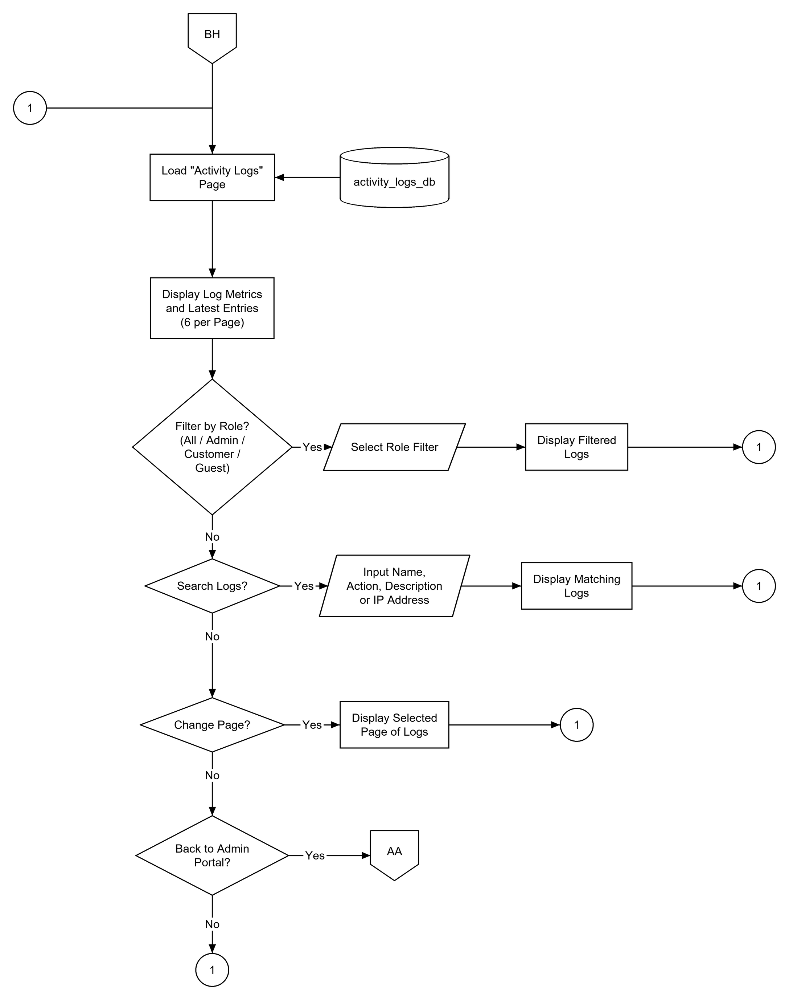 BH
1
Load "Activity Logs"
Page
activity_logs_db
Display Log Metrics
and Latest Entries
(6 per Page)
Filter by Role?
(All / Admin /
Customer /
Guest)
Yes
Select Role Filter
Display Filtered
Logs
1
No
Search Logs?
Yes
Input Name,
Action, Description
or IP Address
Display Matching
Logs
1
No
Change Page?
Yes
Display Selected
Page of Logs
1
No
Back to Admin
Portal?
Yes
AA
No
1